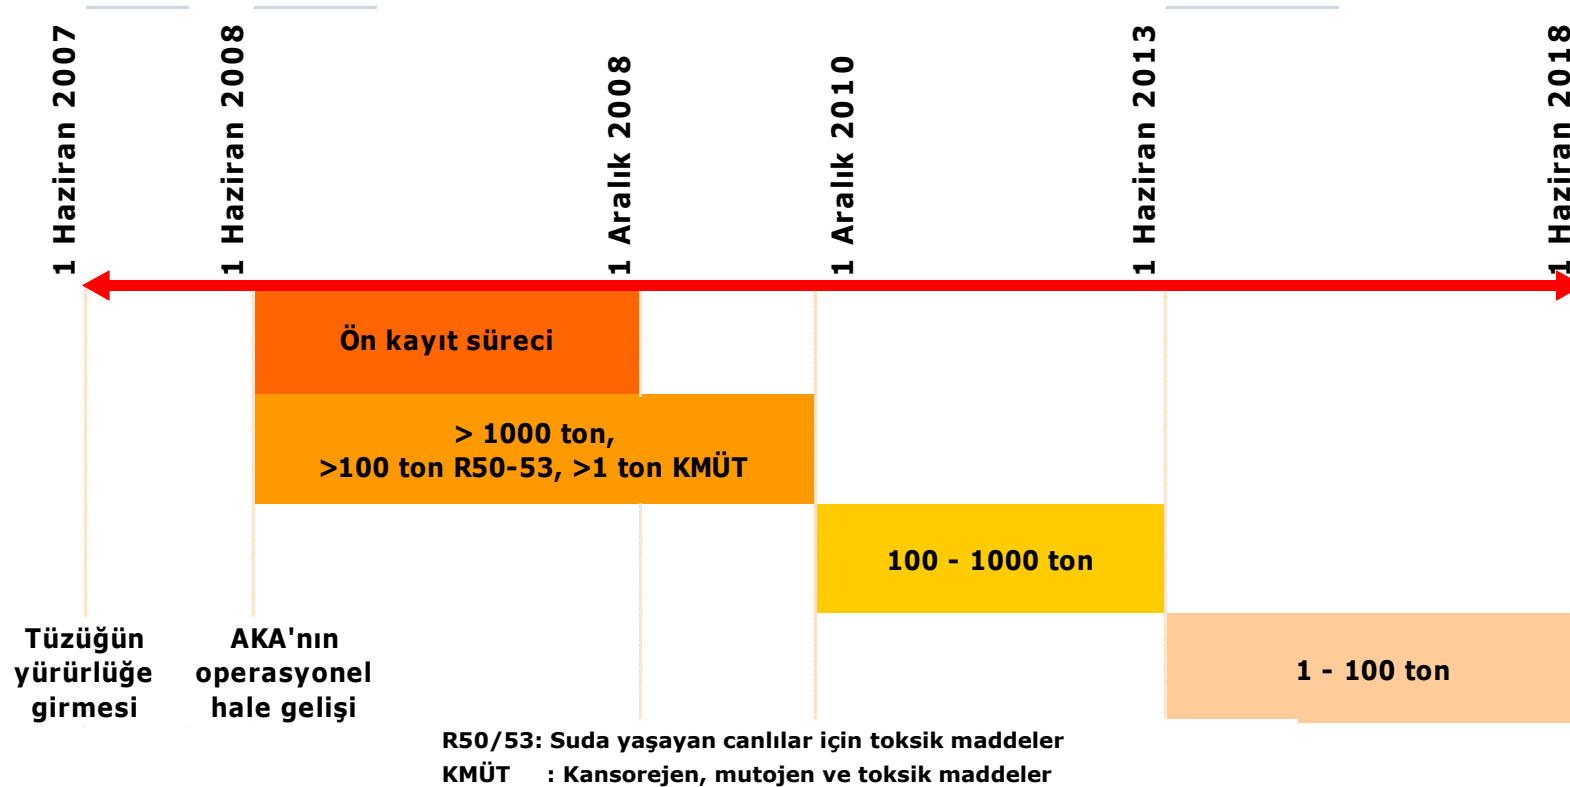 1 Haziran 2007
1 Haziran 2008
1 Aralık 2008
1 Aralık 2010
1 Haziran 2013
1 Haziran 2018
Ön kayıt süreci
> 1000 ton,
>100 ton R50-53, >1 ton KMÜT
100 - 1000 ton
1 - 100 ton
Tüzüğün
yürürlüğe
girmesi
AKA'nın
operasyonel
hale gelişi
R50/53: Suda yaşayan canlılar için toksik maddeler
KMÜT : Kansorejen, mutojen ve toksik maddeler